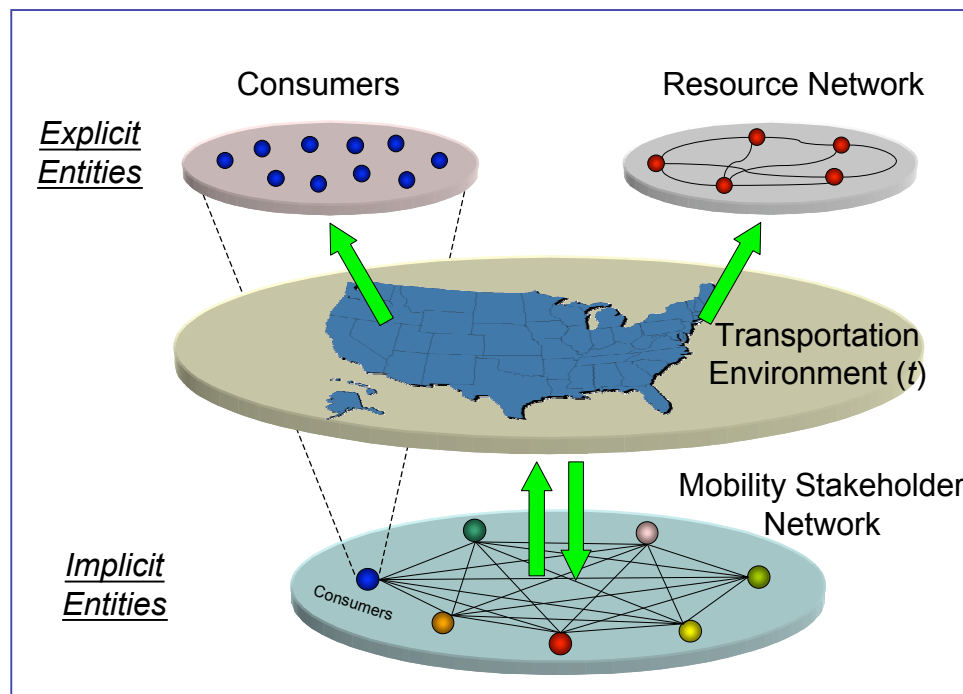 Consumers
Resource Network
Explicit
Entities
Transportation
Environment (t)
Mobility Stakeholder
Network
Implicit
Entities
Consumers